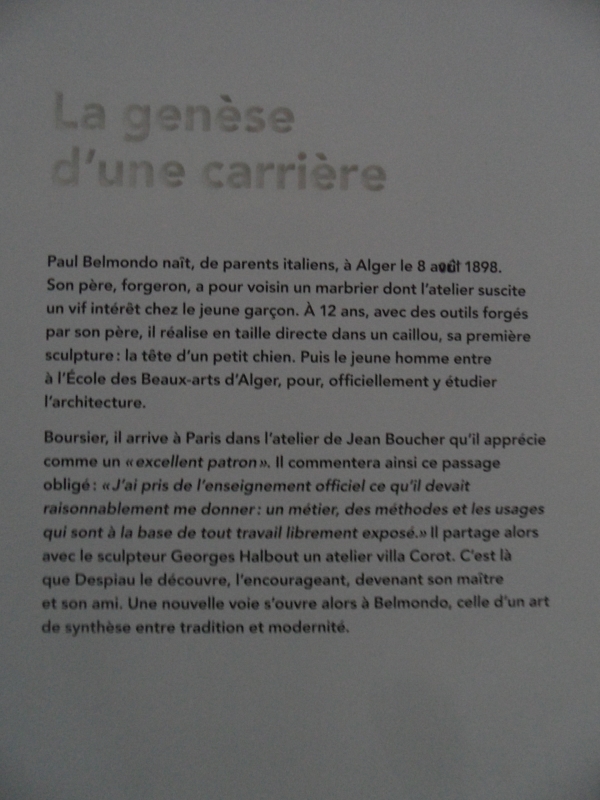 La genèse
d'une carrière
Paul Belmondo naît, de parents italiens, à Alger le 8 août 1898.
Son père, forgeron, a pour voisin un marbrier dont l'atelier suscite
un vif intérêt chez le jeune garçon. À 12 ans, avec des outils forgés
par son père, il réalise en taille directe dans un caillou, sa première
sculpture : la tête d'un petit chien. Puis le jeune homme entre
à l'École des Beaux-arts d'Alger, pour, officiellement y étudier
l'architecture.
Boursier, il arrive à Paris dans l'atelier de Jean Boucher qu'il apprécie
comme un « excellent patron ». Il commentera ainsi ce passage
obligé : « J'ai pris de l'enseignement officiel ce qu'il devait
raisonnablement me donner : un métier, des méthodes et les usages
qui sont à la base de tout travail librement exposé. » Il partage alors
avec le sculpteur Georges Halbout un atelier villa Corot. C'est là
que Despiau le découvre, l'encourageant, devenant son maître
et son ami. Une nouvelle voie s'ouvre alors à Belmondo, celle d'un art
de synthèse entre tradition et modernité.